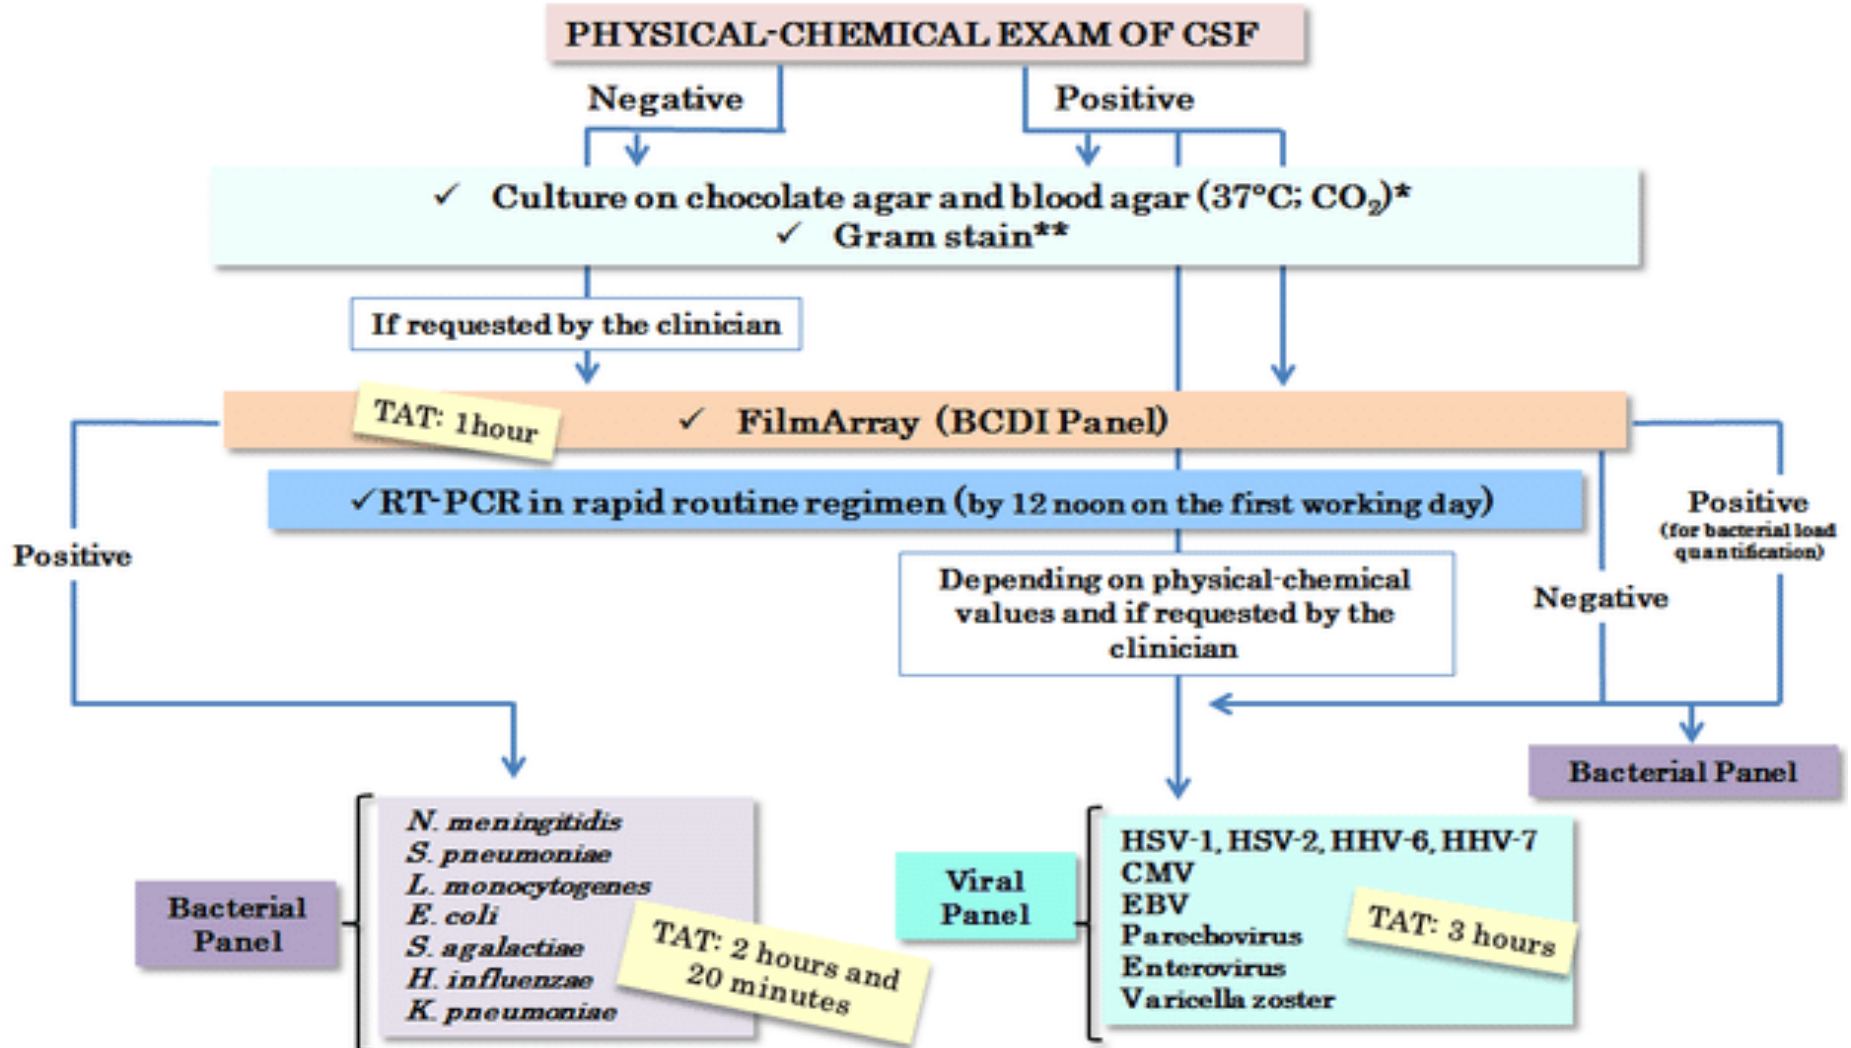 PHYSICAL-CHEMICAL EXAM OF CSF
Negative
Positive
✓ Culture on chocolate agar and blood agar (37°C; CO₂)*
✓ Gram stain**
If requested by the clinician
TAT: 1hour
✓ FilmArray (BCDI Panel)
✓RT-PCR in rapid routine regimen (by 12 noon on the first working day)
Positive
Depending on physical-chemical
values and if requested by the
clinician
Negative
Positive
(for bacterial load
quantification)
Bacterial Panel
Bacterial
Panel
N. meningitidis
S. pneumoniae
L. monocytogenes
E. coli
S. agalactiae
H. influenzae
K. pneumoniae
TAT: 2 hours and
20 minutes
Viral
Panel
HSV-1, HSV-2, HHV-6, HHV-7
CMV
EBV
Parechovirus
Enterovirus
Varicella zoster
TAT: 3 hours